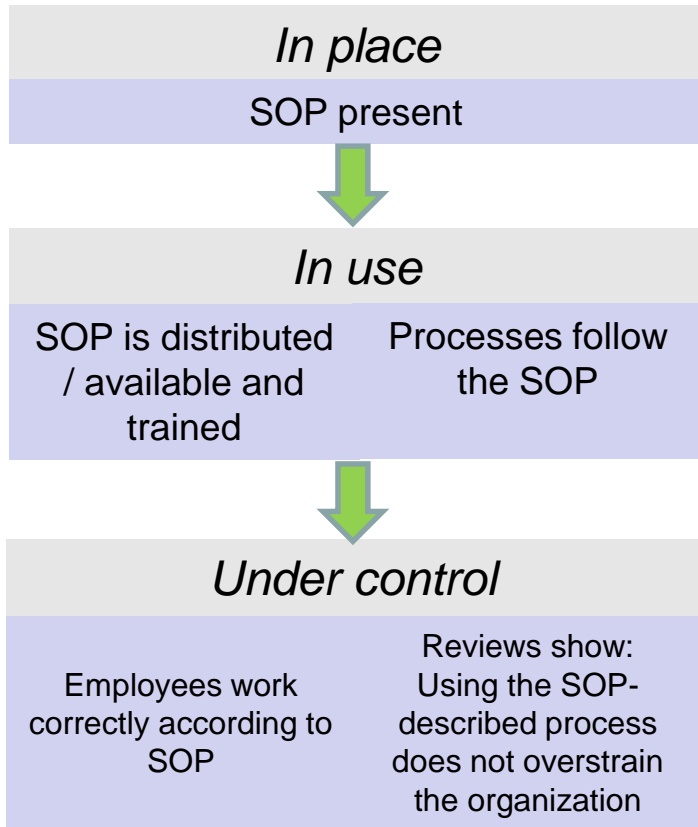 In place
SOP present
In use
SOP is distributed
/ available and
trained
Processes follow
the SOP
Under control
Employees work
correctly according to
SOP
Reviews show:
Using the SOP-
described process
does not overstrain
the organization